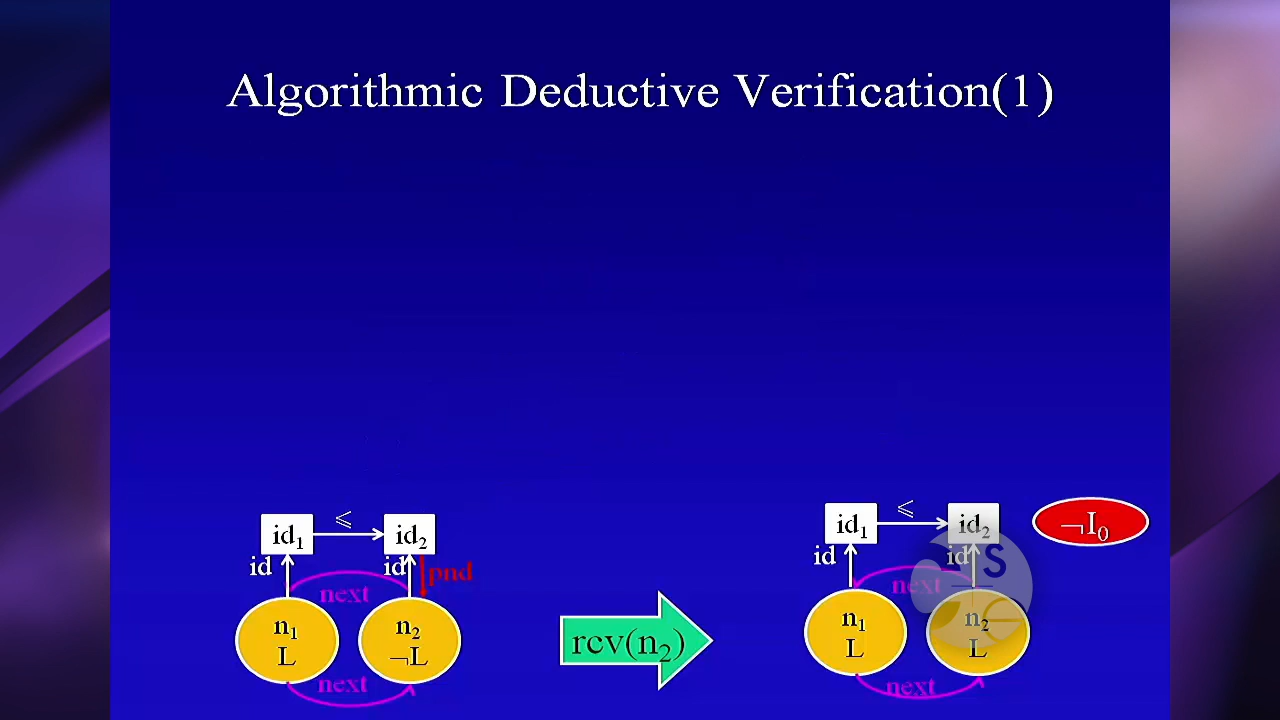 Algorithmic Deductive Verification(1)
id₁ ⩽ id₂
id id pnd
next
n₁ n₂
L ¬L
next
rcv(n₂)
id₁ ⩽ id₂ ¬I₀
id id
next
n₁ n₂
L L
next
S